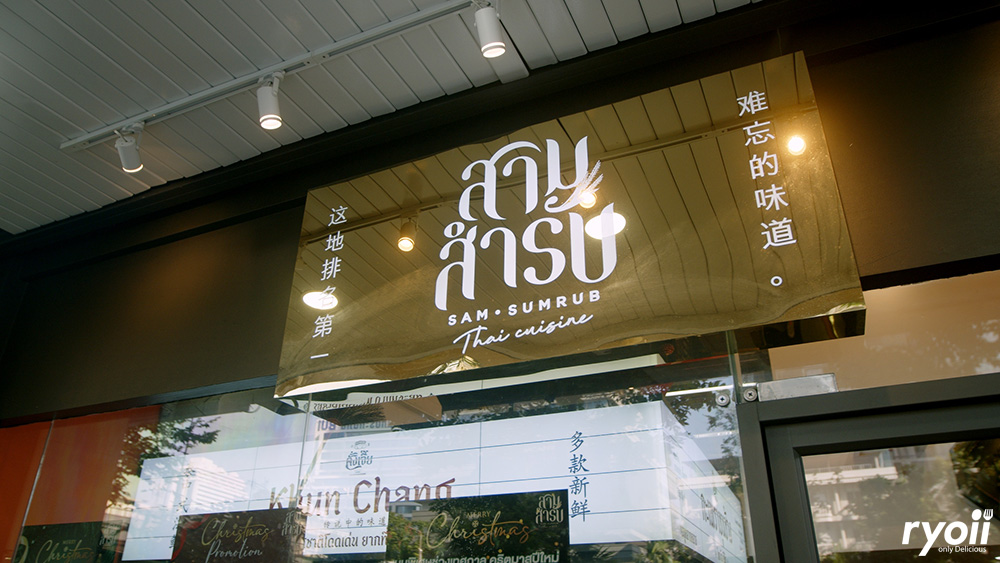 这地排名第一
สาม
สำรับ
SAM • SUMRUB
Thai cuisine
难忘的味道。
Khun Chang
多款新鲜
Christmas
Promotion
Christmas
สาม
สำรับ
ryoii
only Delicious